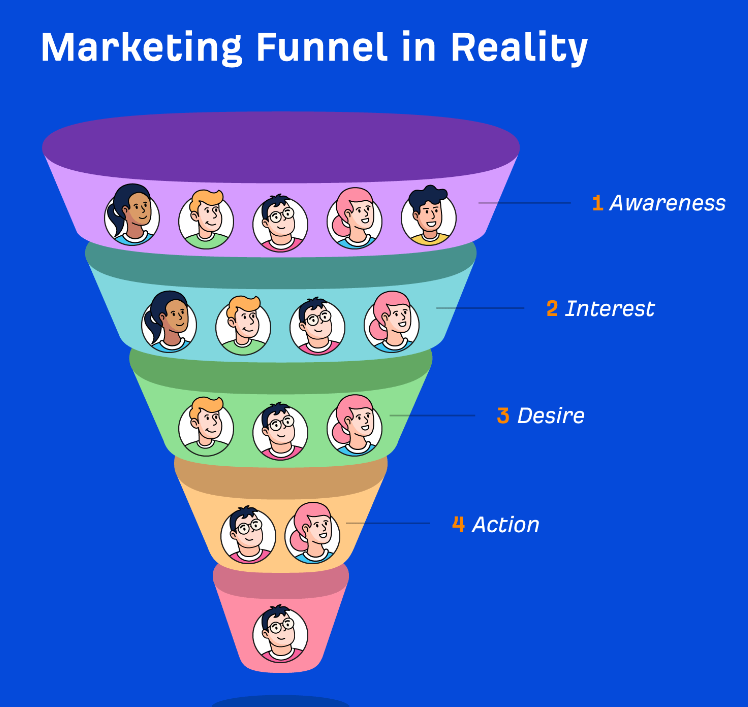 Marketing Funnel in Reality
1 Awareness
2 Interest
3 Desire
4 Action